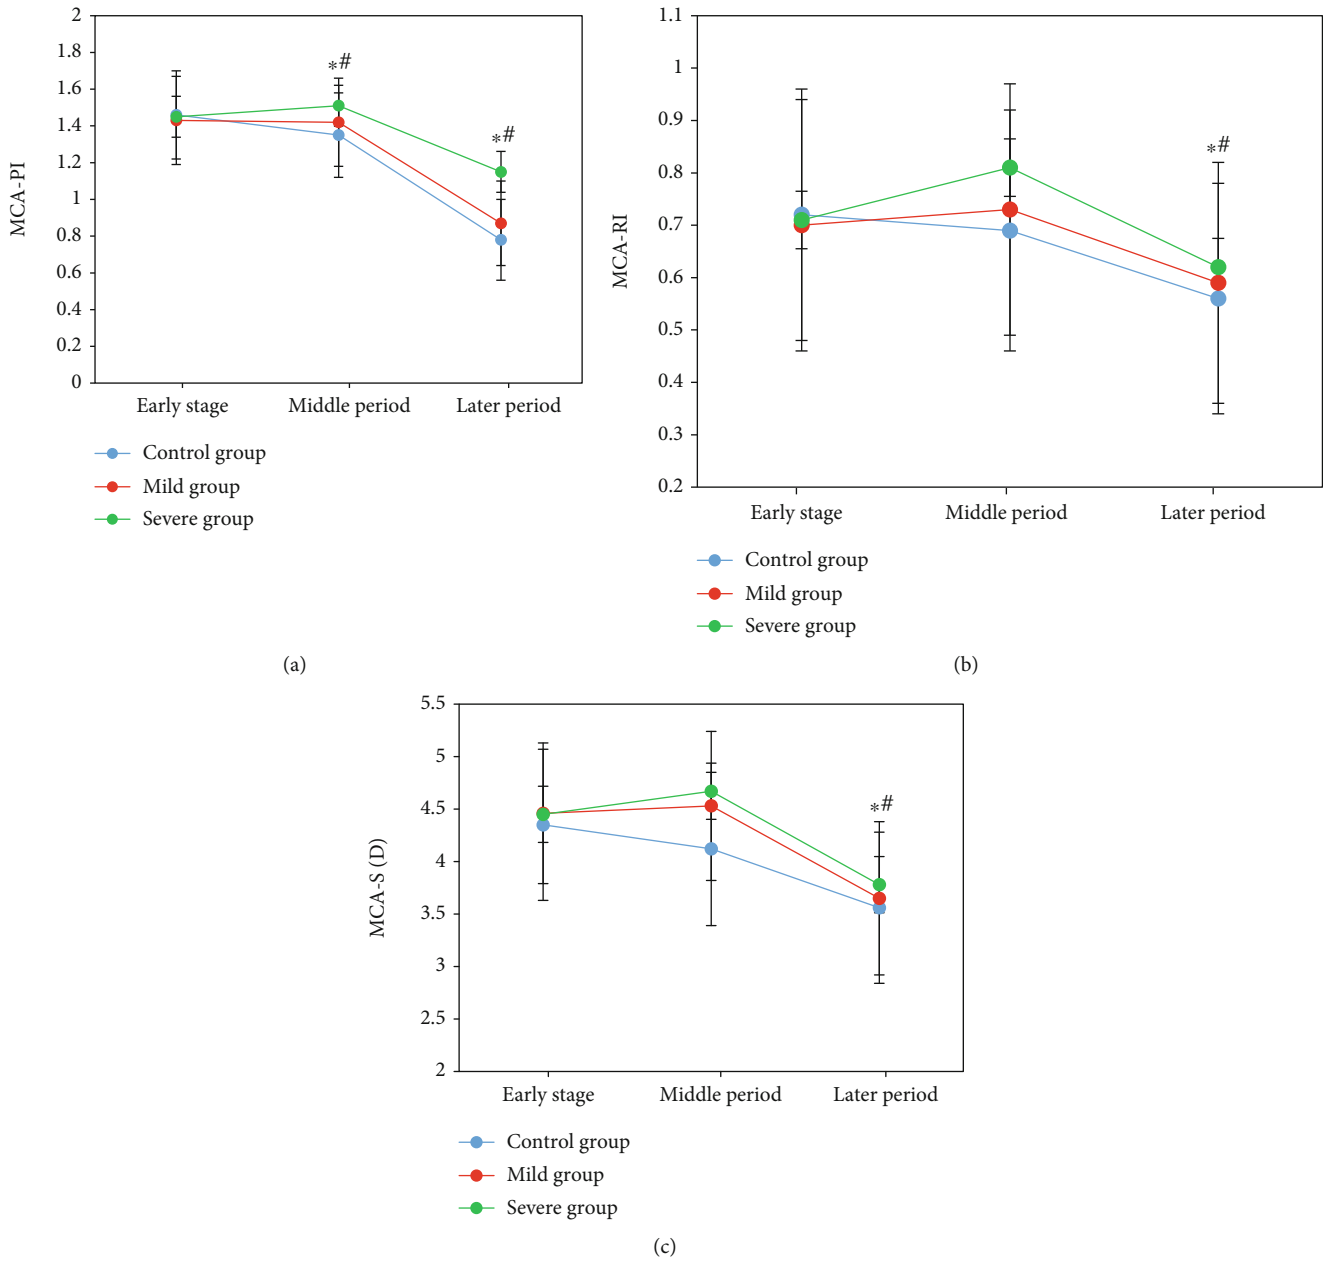 2
1.8
1.6
1.4
1.2
1
0.8
0.6
0.4
0.2
0
MCA-PI
*#
*#
Early stage Middle period Later period
Control group
Mild group
Severe group
(a)
1.1
1
0.9
0.8
0.7
0.6
0.5
0.4
0.3
0.2
MCA-RI
*#
Early stage Middle period Later period
Control group
Mild group
Severe group
(b)
5.5
5
4.5
4
3.5
3
2.5
2
MCA-S (D)
*#
Early stage Middle period Later period
Control group
Mild group
Severe group
(c)